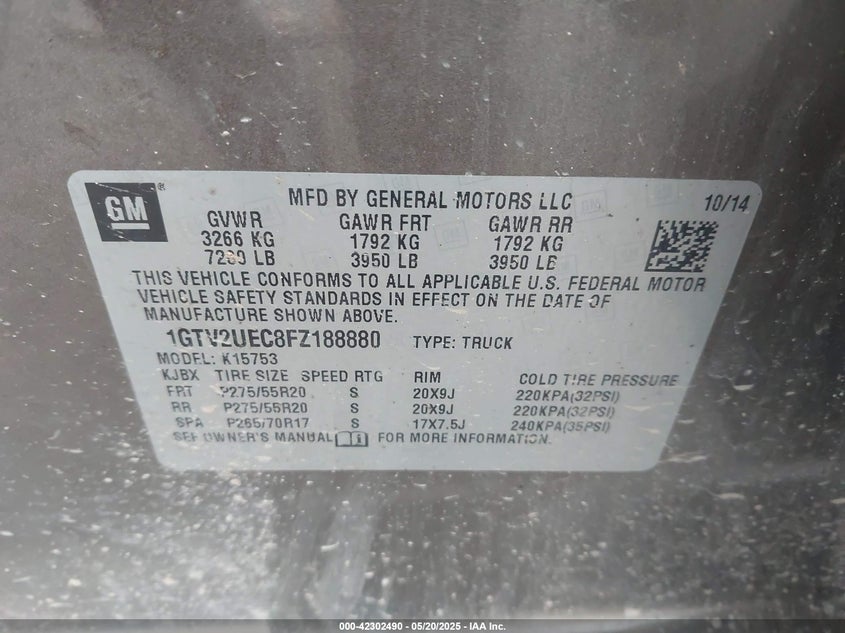 GM®
MFD BY GENERAL MOTORS LLC 10/14
GVWR GAWR FRT GAWR RR
3266 KG 1792 KG 1792 KG
LB 3950 LB 3950 LB
THIS VEHICLE CONFORMS TO ALL APPLICABLE U.S. FEDERAL MOTOR
VEHICLE SAFETY STANDARDS IN EFFECT ON THE DATE OF
MANUFACTURE SHOWN ABOVE.
1GTV2UEC8FZ188880 TYPE: TRUCK
MODEL: K15753
KJBX TIRE SIZE SPEED RTG RIM COLD TIRE PRESSURE
FRT P275/55R20 S 20X9J 220KPA(32PSI)
RR P275/55R20 S 20X9J 220KPA(32PSI)
SPA P265/70R17 S 17X7.5J 240KPA(35PSI)
SEE OWNER'S MANUAL FOR MORE INFORMATION.
000-42302490 - 05/20/2025 - IAA Inc.